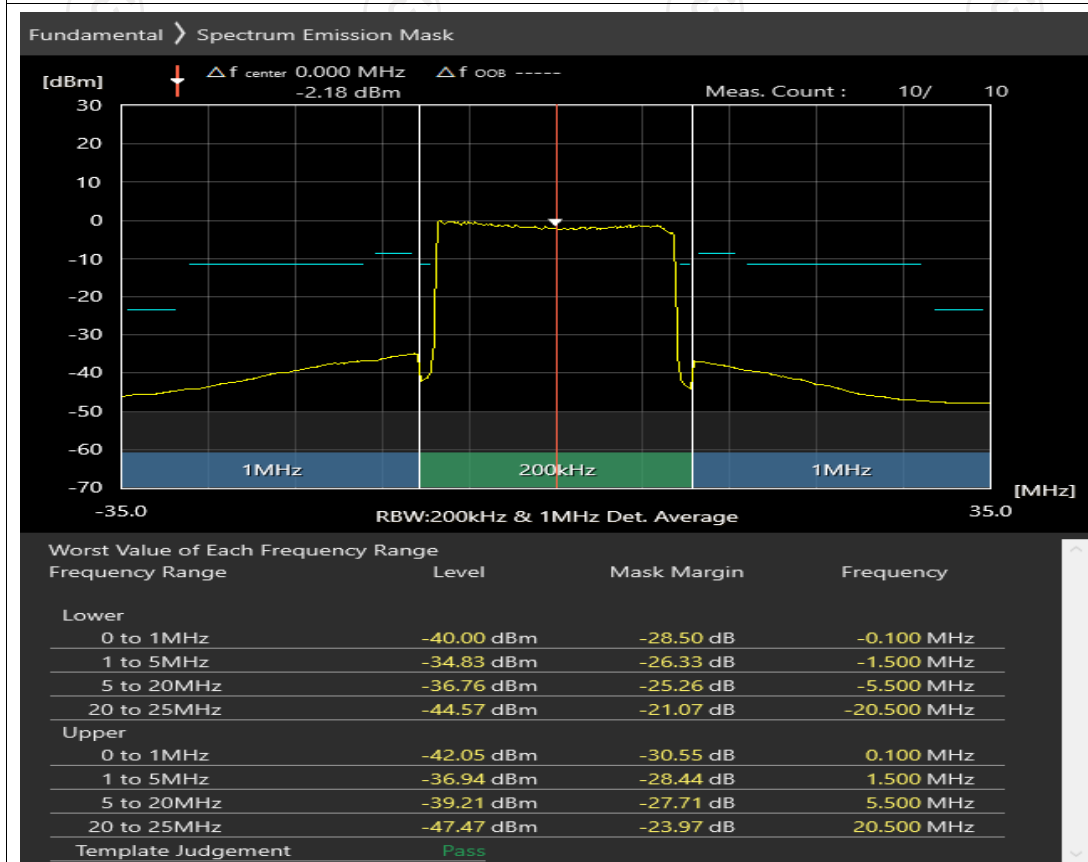 Fundamental 〉 Spectrum Emission Mask
Δf center 0.000 MHz Δf OOB -----
[dBm] -2.18 dBm Meas. Count : 10/ 10
30
20
10
0
-10
-20
-30
-40
-50
-60
1MHz 200kHz 1MHz
-70
[MHz]
-35.0 RBW:200kHz & 1MHz Det. Average 35.0
Worst Value of Each Frequency Range
Frequency Range Level Mask Margin Frequency
Lower
0 to 1MHz -40.00 dBm -28.50 dB -0.100 MHz
1 to 5MHz -34.83 dBm -26.33 dB -1.500 MHz
5 to 20MHz -36.76 dBm -25.26 dB -5.500 MHz
20 to 25MHz -44.57 dBm -21.07 dB -20.500 MHz
Upper
0 to 1MHz -42.05 dBm -30.55 dB 0.100 MHz
1 to 5MHz -36.94 dBm -28.44 dB 1.500 MHz
5 to 20MHz -39.21 dBm -27.71 dB 5.500 MHz
20 to 25MHz -47.47 dBm -23.97 dB 20.500 MHz
Template Judgement Pass